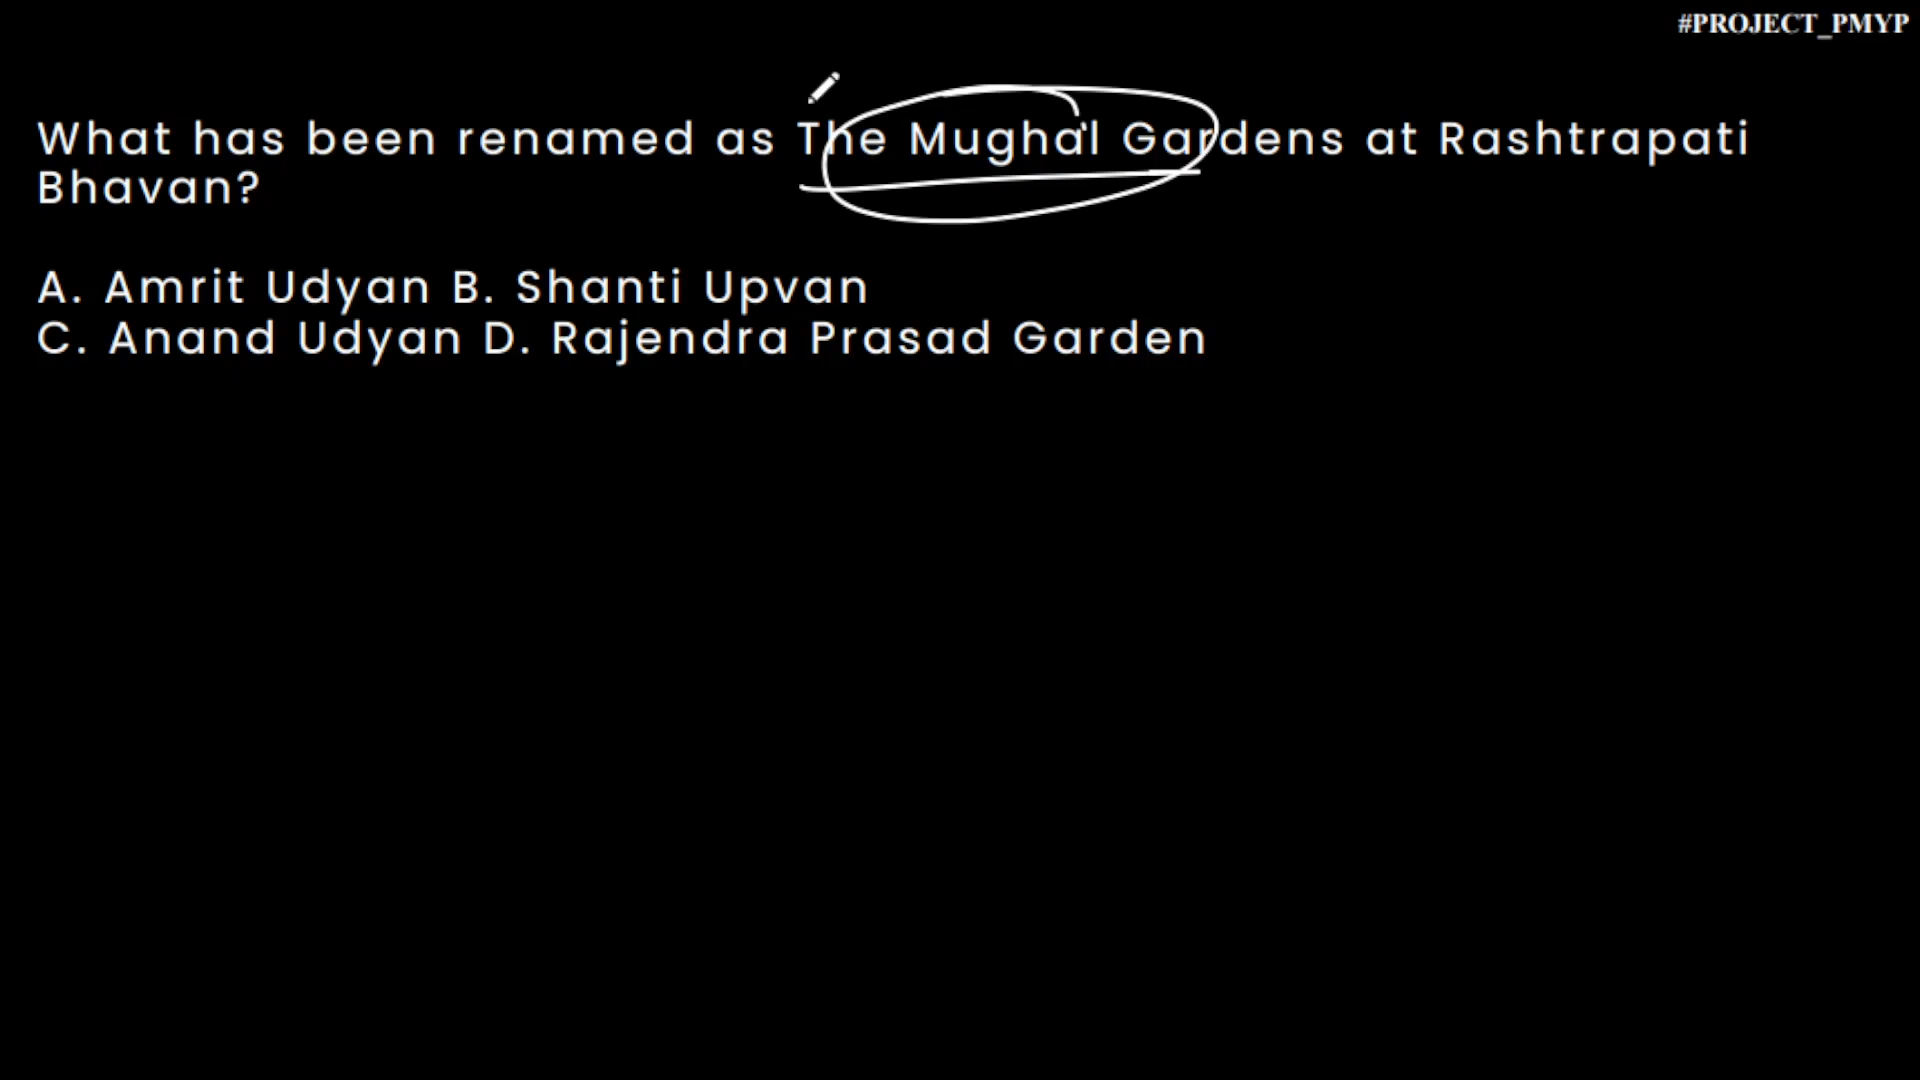 #PROJECT_PMYP
What has been renamed as The Mughal Gardens at Rashtrapati
Bhavan?
A. Amrit Udyan B. Shanti Upvan
C. Anand Udyan D. Rajendra Prasad Garden